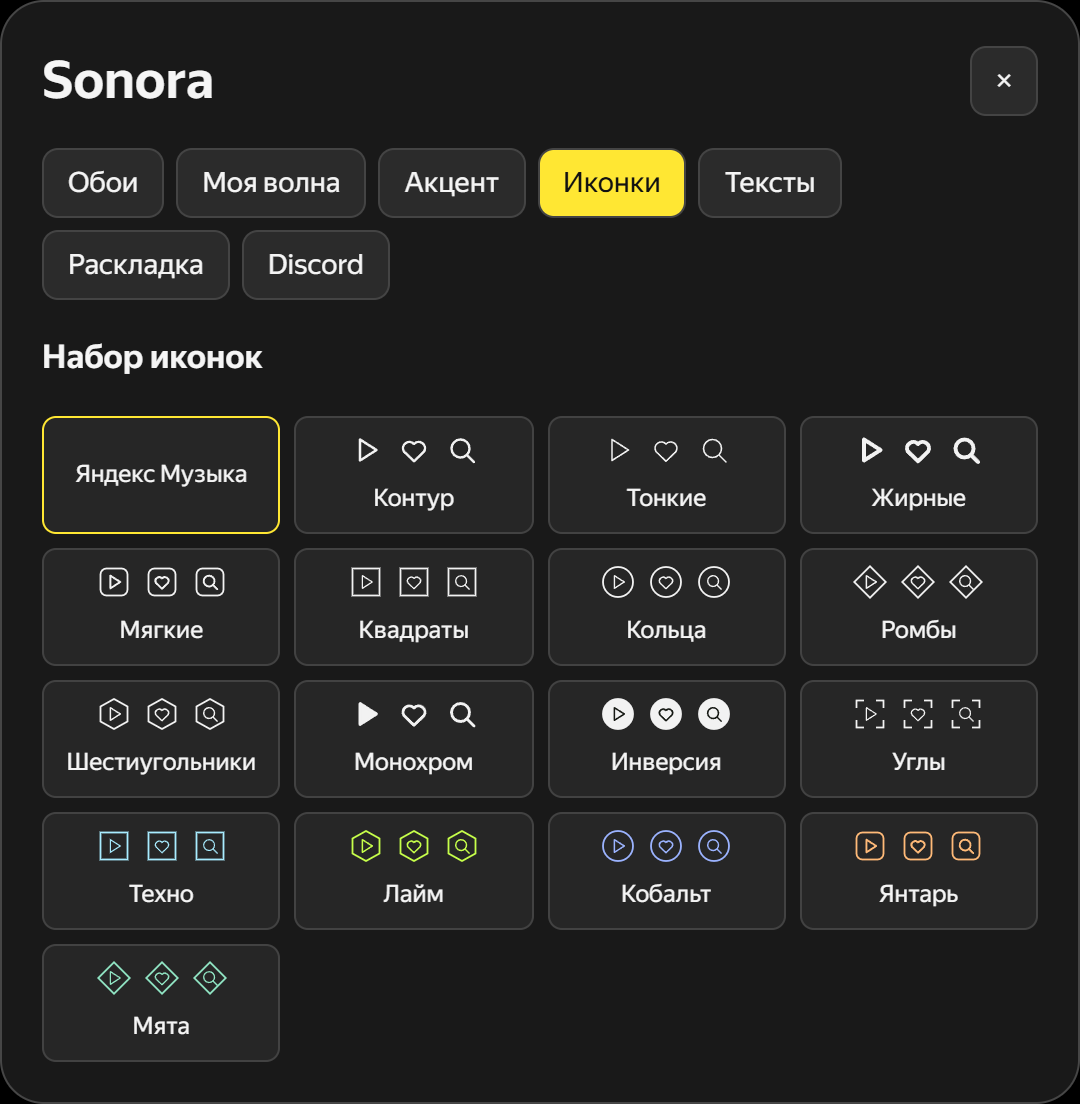 Sonora
×
Обои Моя волна Акцент Иконки Тексты
Раскладка Discord
Набор иконок
Яндекс Музыка Контур Тонкие Жирные
Мягкие Квадраты Кольца Ромбы
Шестиугольники Монохром Инверсия Углы
Техно Лайм Кобальт Янтарь
Мята